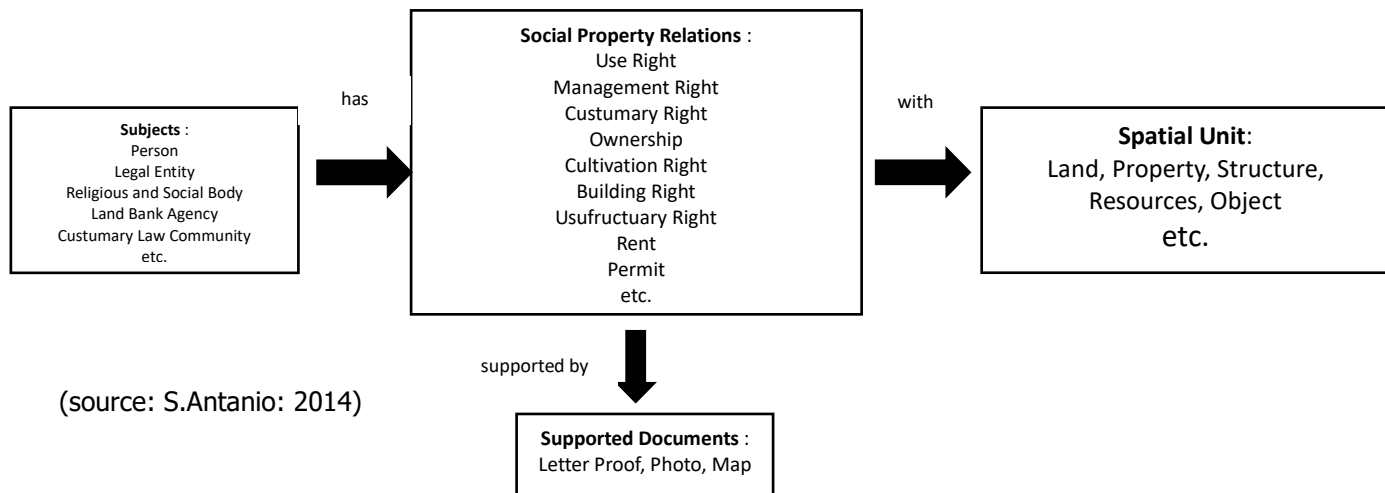 Subjects :
Person
Legal Entity
Religious and Social Body
Land Bank Agency
Custumary Law Community
etc.
has
Social Property Relations :
Use Right
Management Right
Custumary Right
Ownership
Cultivation Right
Building Right
Usufructuary Right
Rent
Permit
etc.
with
Spatial Unit:
Land, Property, Structure,
Resources, Object
etc.
supported by
Supported Documents :
Letter Proof, Photo, Map
(source: S.Antanio: 2014)